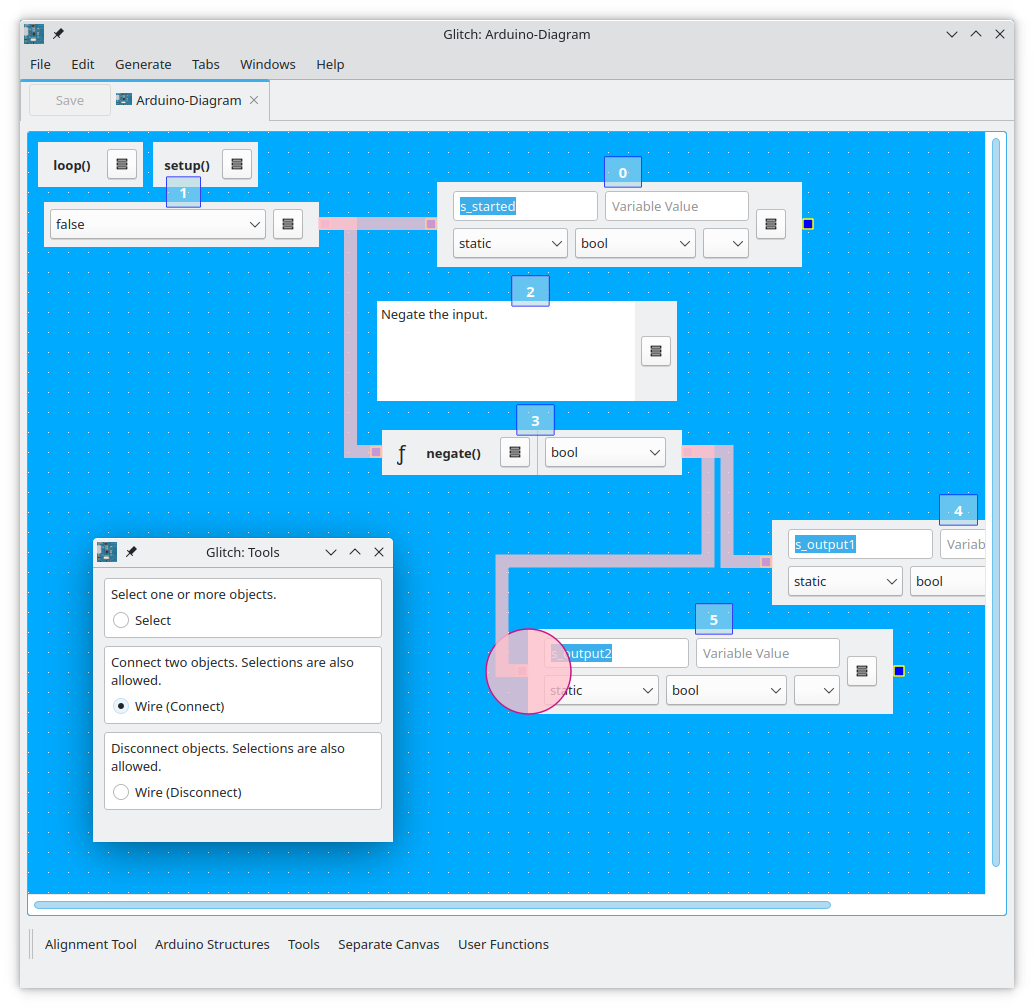 Glitch: Arduino-Diagram
File Edit Generate Tabs Windows Help
Save Arduino-Diagram
loop() setup()
0
1
s_started Variable Value
false
static bool
2
Negate the input.
3
ƒ negate() bool
4
s_output1 Variab
Glitch: Tools
static bool
Select one or more objects.
Select
5
s_output2 Variable Value
Connect two objects. Selections are also
allowed.
static bool
Wire (Connect)
Disconnect objects. Selections are also
allowed.
Wire (Disconnect)
Alignment Tool Arduino Structures Tools Separate Canvas User Functions